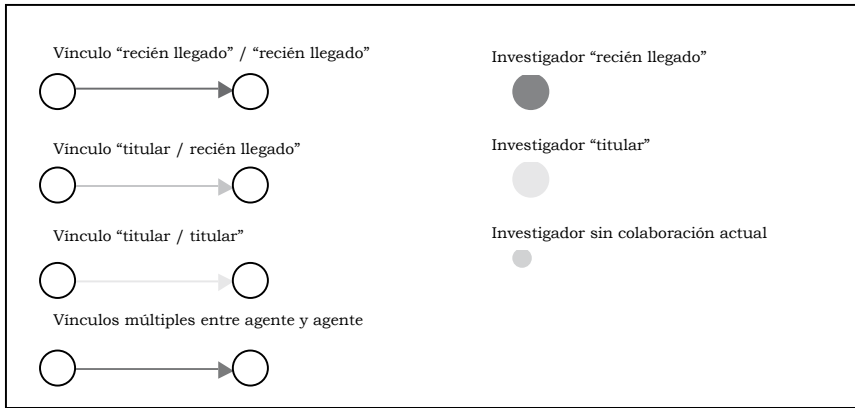 Vínculo “recién llegado” / “recién llegado”
Investigador “recién llegado”
Vínculo “titular / recién llegado”
Investigador “titular”
Vínculo “titular / titular”
Investigador sin colaboración actual
Vínculos múltiples entre agente y agente